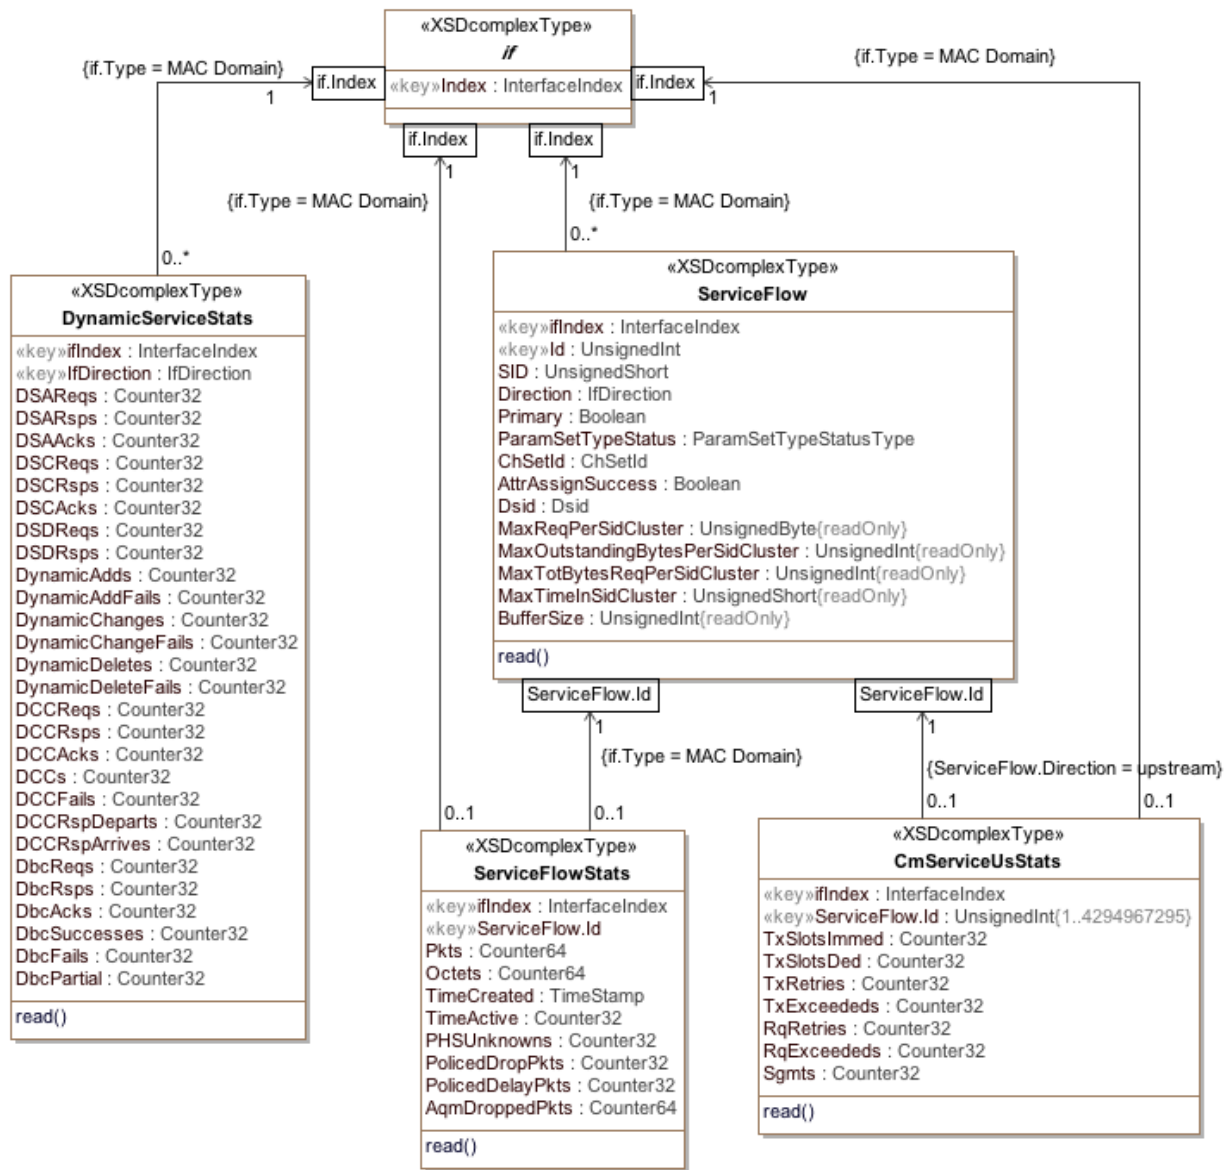 «XSDcomplexType»
if
«key»Index : InterfaceIndex
{if.Type = MAC Domain}
if.Index
1
if.Index
{if.Type = MAC Domain}
1
if.Index
1
{if.Type = MAC Domain}
if.Index
1
{if.Type = MAC Domain}
0..*
0..*
«XSDcomplexType»
DynamicServiceStats
«key»ifIndex : InterfaceIndex
«key»IfDirection : IfDirection
DSAReqs : Counter32
DSARsps : Counter32
DSAAcks : Counter32
DSCReqs : Counter32
DSCRsps : Counter32
DSCAcks : Counter32
DSDReqs : Counter32
DSDRsps : Counter32
DynamicAdds : Counter32
DynamicAddFails : Counter32
DynamicChanges : Counter32
DynamicChangeFails : Counter32
DynamicDeletes : Counter32
DynamicDeleteFails : Counter32
DCCReqs : Counter32
DCCRsps : Counter32
DCCAcks : Counter32
DCCs : Counter32
DCCFails : Counter32
DCCRspDeparts : Counter32
DCCRspArrives : Counter32
DbcReqs : Counter32
DbcRsps : Counter32
DbcAcks : Counter32
DbcSuccesses : Counter32
DbcFails : Counter32
DbcPartial : Counter32
read()
«XSDcomplexType»
ServiceFlow
«key»ifIndex : InterfaceIndex
«key»Id : UnsignedInt
SID : UnsignedShort
Direction : IfDirection
Primary : Boolean
ParamSetTypeStatus : ParamSetTypeStatusType
ChSetId : ChSetId
AttrAssignSuccess : Boolean
Dsid : Dsid
MaxReqPerSidCluster : UnsignedByte{readOnly}
MaxOutstandingBytesPerSidCluster : UnsignedInt{readOnly}
MaxTotBytesReqPerSidCluster : UnsignedInt{readOnly}
MaxTimeInSidCluster : UnsignedShort{readOnly}
BufferSize : UnsignedInt{readOnly}
read()
ServiceFlow.Id
1
{if.Type = MAC Domain}
ServiceFlow.Id
1
{ServiceFlow.Direction = upstream}
0..1
0..1
0..1
0..1
«XSDcomplexType»
ServiceFlowStats
«key»ifIndex : InterfaceIndex
«key»ServiceFlow.Id
Pkts : Counter64
Octets : Counter64
TimeCreated : TimeStamp
TimeActive : Counter32
PHSUnknowns : Counter32
PolicedDropPkts : Counter32
PolicedDelayPkts : Counter32
AqmDroppedPkts : Counter64
read()
«XSDcomplexType»
CmServiceUsStats
«key»ifIndex : InterfaceIndex
«key»ServiceFlow.Id : UnsignedInt{1..4294967295}
TxSlotsImmed : Counter32
TxSlotsDed : Counter32
TxRetries : Counter32
TxExceededs : Counter32
RqRetries : Counter32
RqExceededs : Counter32
Sgmts : Counter32
read()